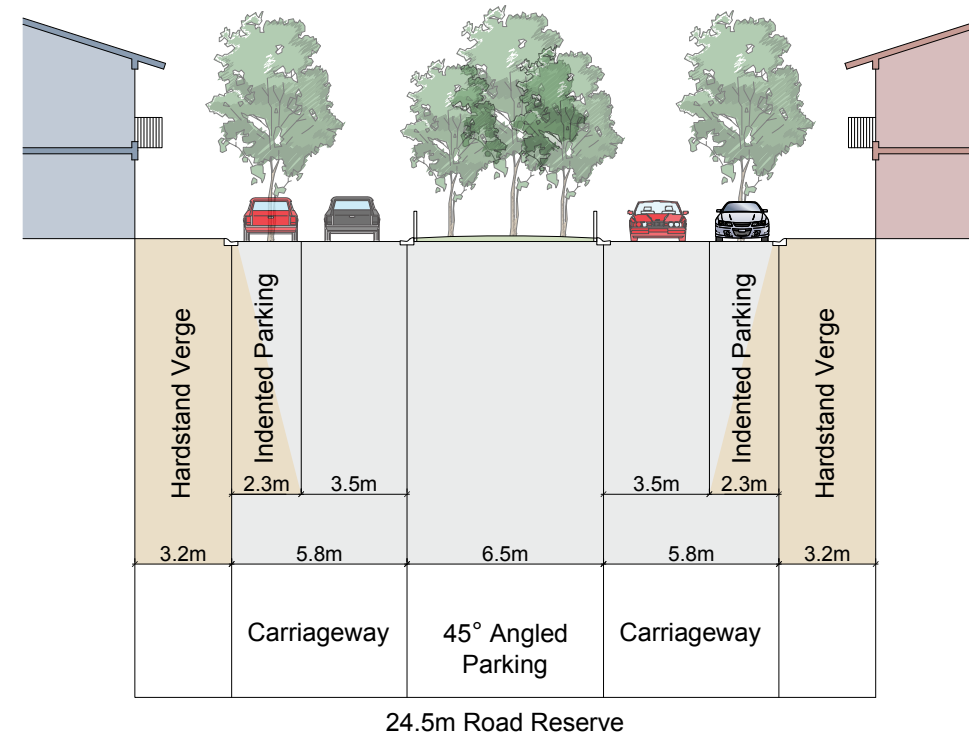 Hardstand Verge
Indented Parking
Indented Parking
Hardstand Verge
2.3m
3.5m
3.5m
2.3m
3.2m
5.8m
6.5m
5.8m
3.2m
Carriageway
45° Angled
Parking
Carriageway
24.5m Road Reserve